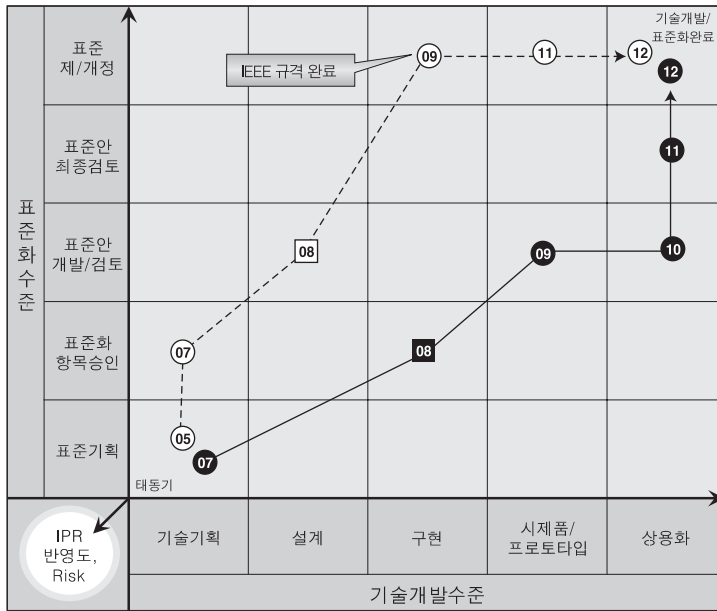 표준
제/개정
표준안
최종검토
표준안
개발/검토
표준화
항목승인
표준기획
표준화수준
IEEE 규격 완료
기술개발/
표준화완료
09
11
12
12
11
08
09
10
07
08
05
07
태동기
IPR
반영도,
Risk
기술기획
설계
구현
시제품/
프로토타입
상용화
기술개발수준